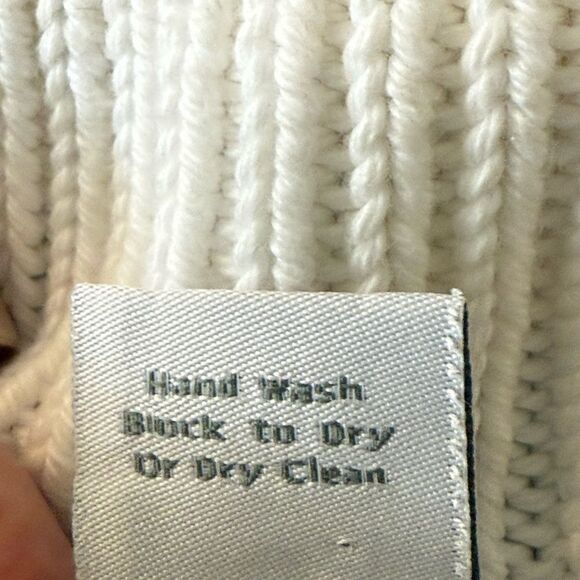 Hand Wash
Block to Dry
Or Dry Clean